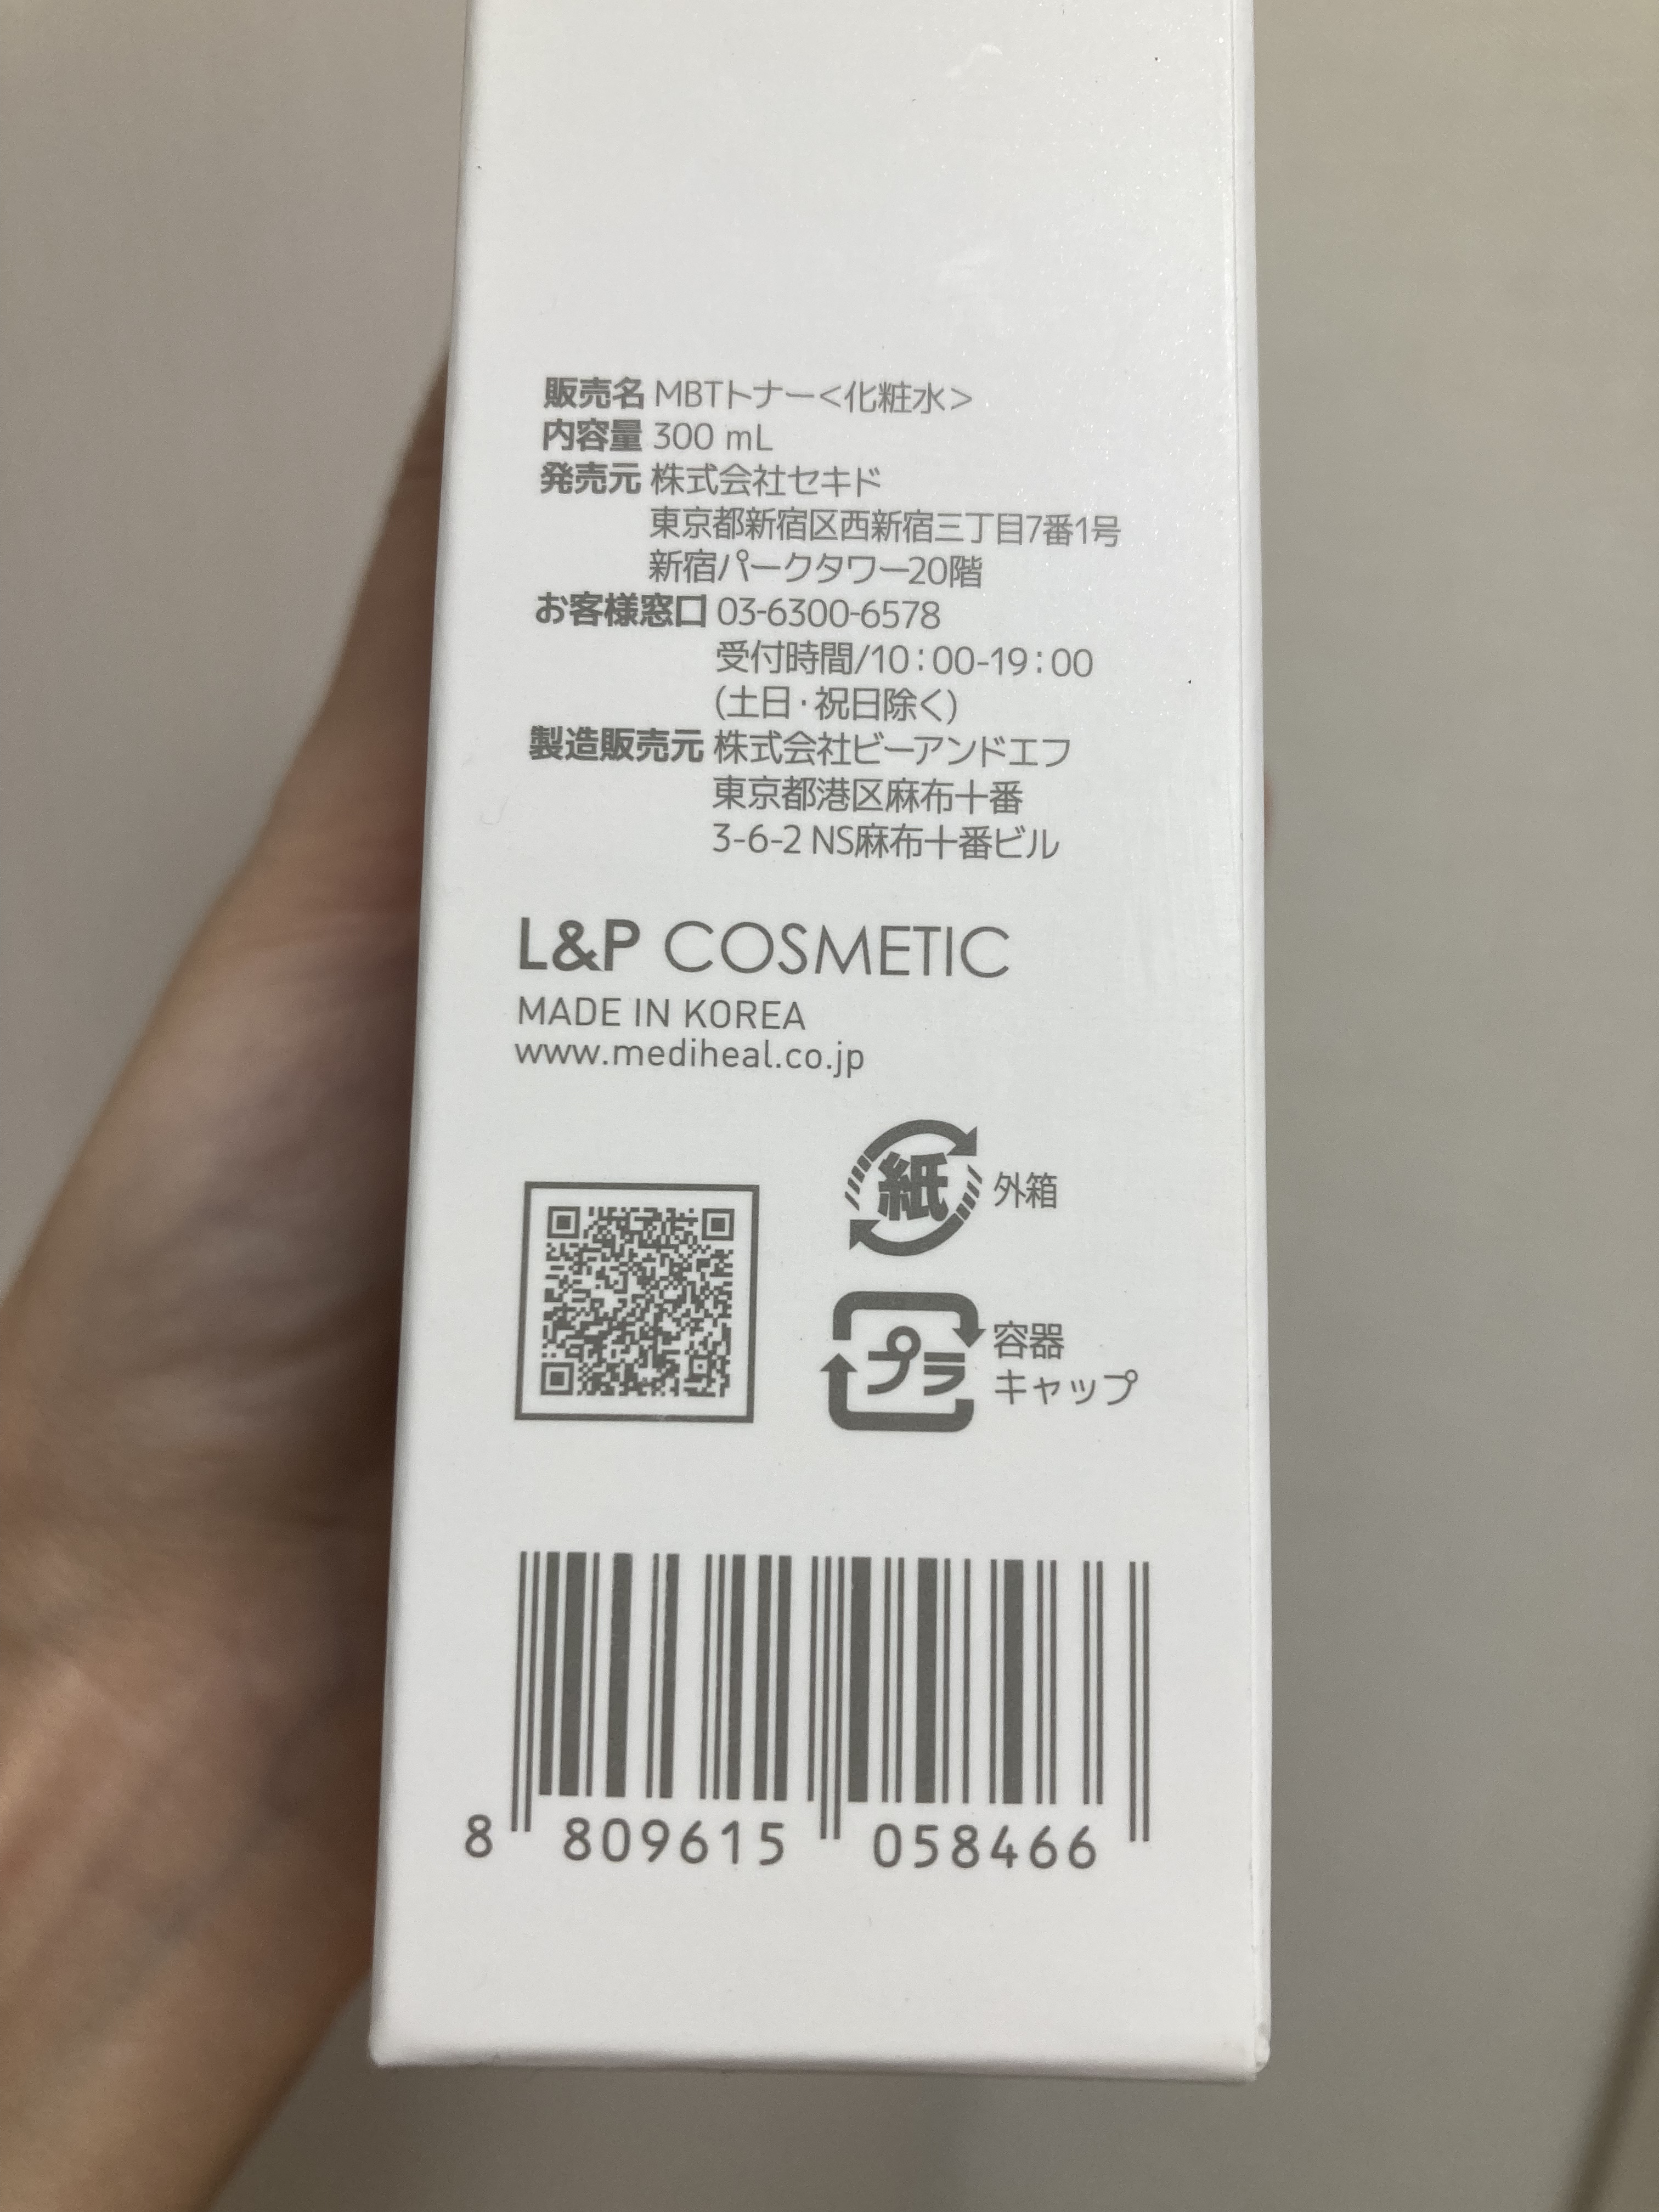 販売名 MBTトナー<化粧水>
内容量 300 mL
発売元 株式会社セキド
東京都新宿区西新宿三丁目7番1号
新宿パークタワー20階
お客様窓口 03-6300-6578
受付時間/10:00-19:00
(土日・祝日除く)
製造販売元 株式会社ビーアンドエフ
東京都港区麻布十番
3-6-2 NS麻布十番ビル
L&P COSMETIC
MADE IN KOREA
www.mediheal.co.jp
紙 外箱
プラ 容器
キャップ
8 809615 058466